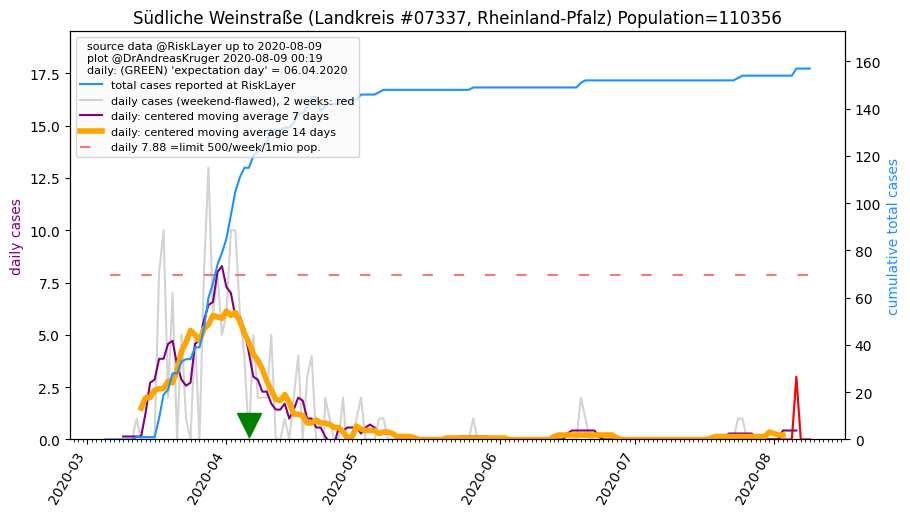 Südliche Weinstraße (Landkreis #07337, Rheinland-Pfalz) Population=110356
source data @RiskLayer up to 2020-08-09
plot @DrAndreasKruger 2020-08-09 00:19
daily: (GREEN) 'expectation day' = 06.04.2020
total cases reported at RiskLayer
daily cases (weekend-flawed), 2 weeks: red
daily: centered moving average 7 days
daily: centered moving average 14 days
daily 7.88 =limit 500/week/1mio pop.
daily cases
17.5
15.0
12.5
10.0
7.5
5.0
2.5
0.0
cumulative total cases
160
140
120
100
80
60
40
20
0
2020-03
2020-04
2020-05
2020-06
2020-07
2020-08